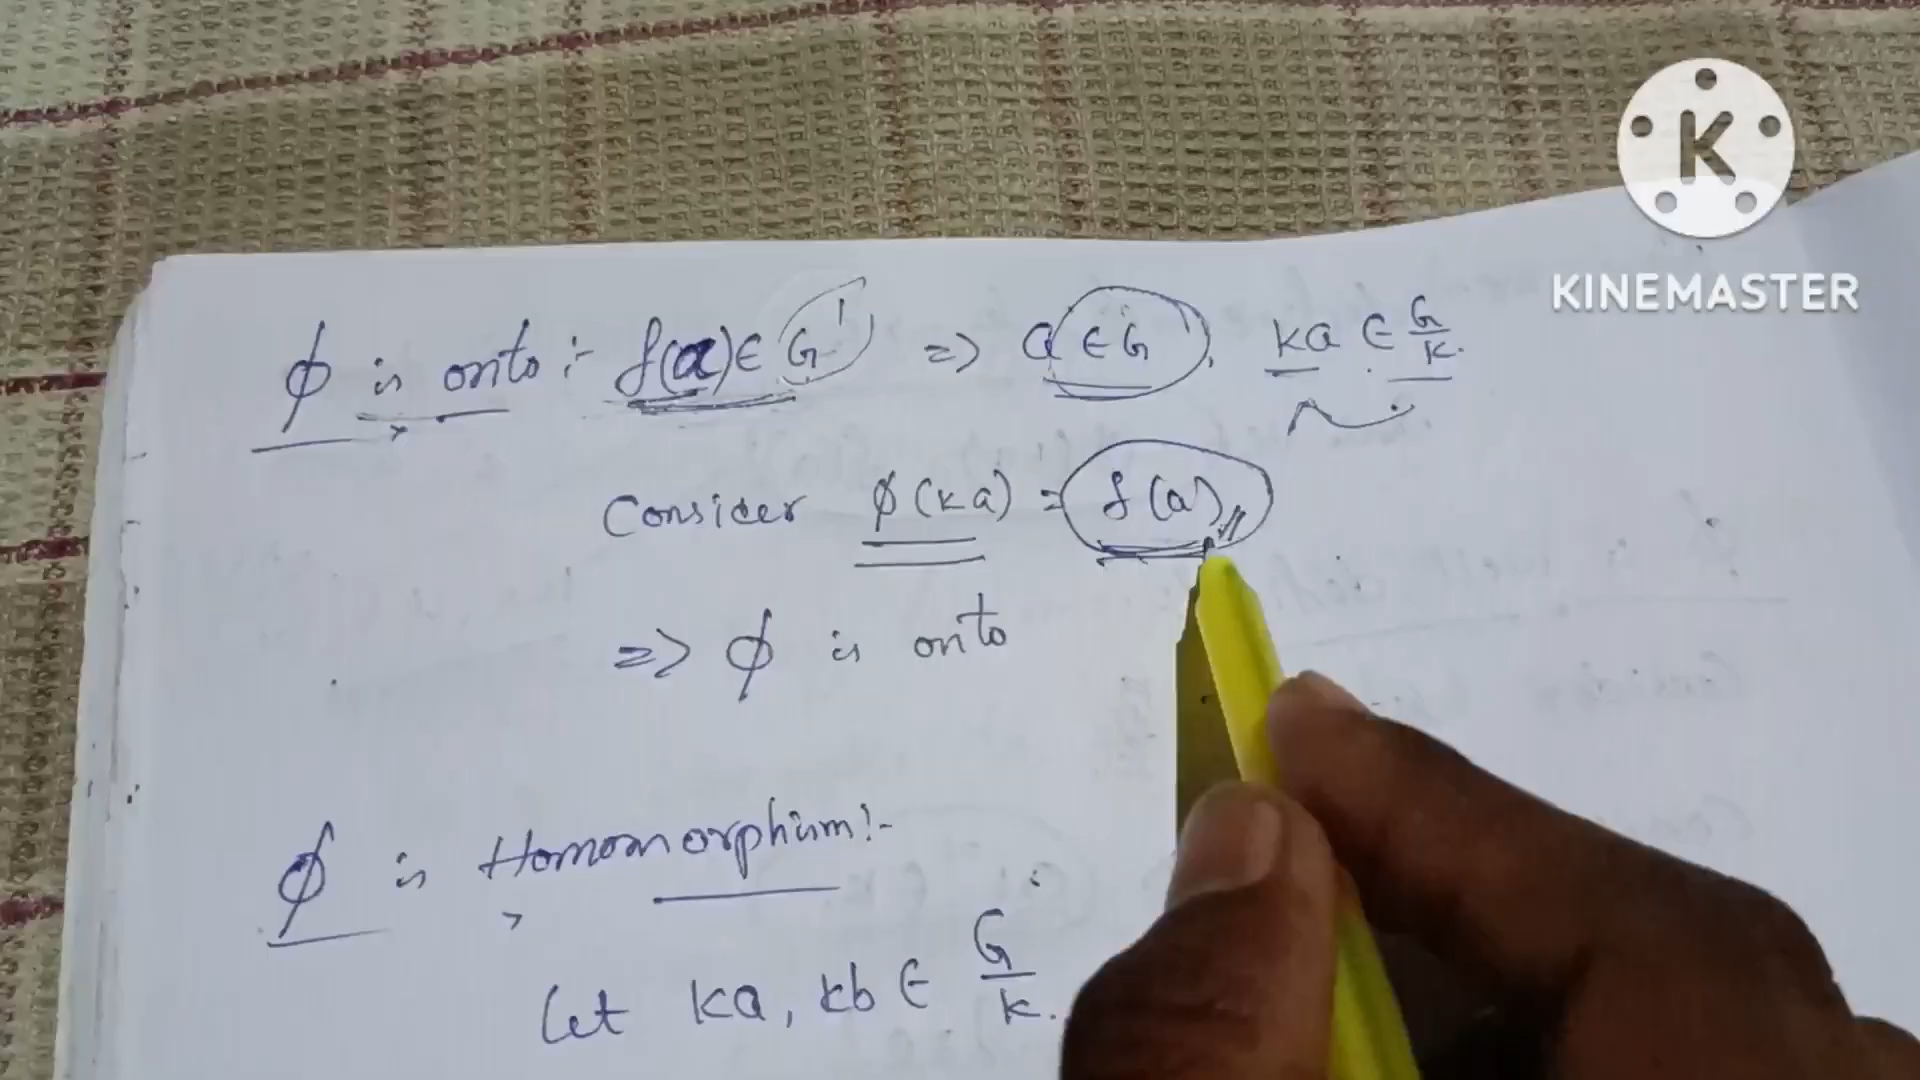 K
KINEMASTER
ϕ is onto :- f(a) ∈ G' => a ∈ G, ka ∈ G/k.
Consider ϕ(ka) = f(a)
=> ϕ is onto
ϕ is Homomorphism:-
Let ka, kb ∈ G/k.